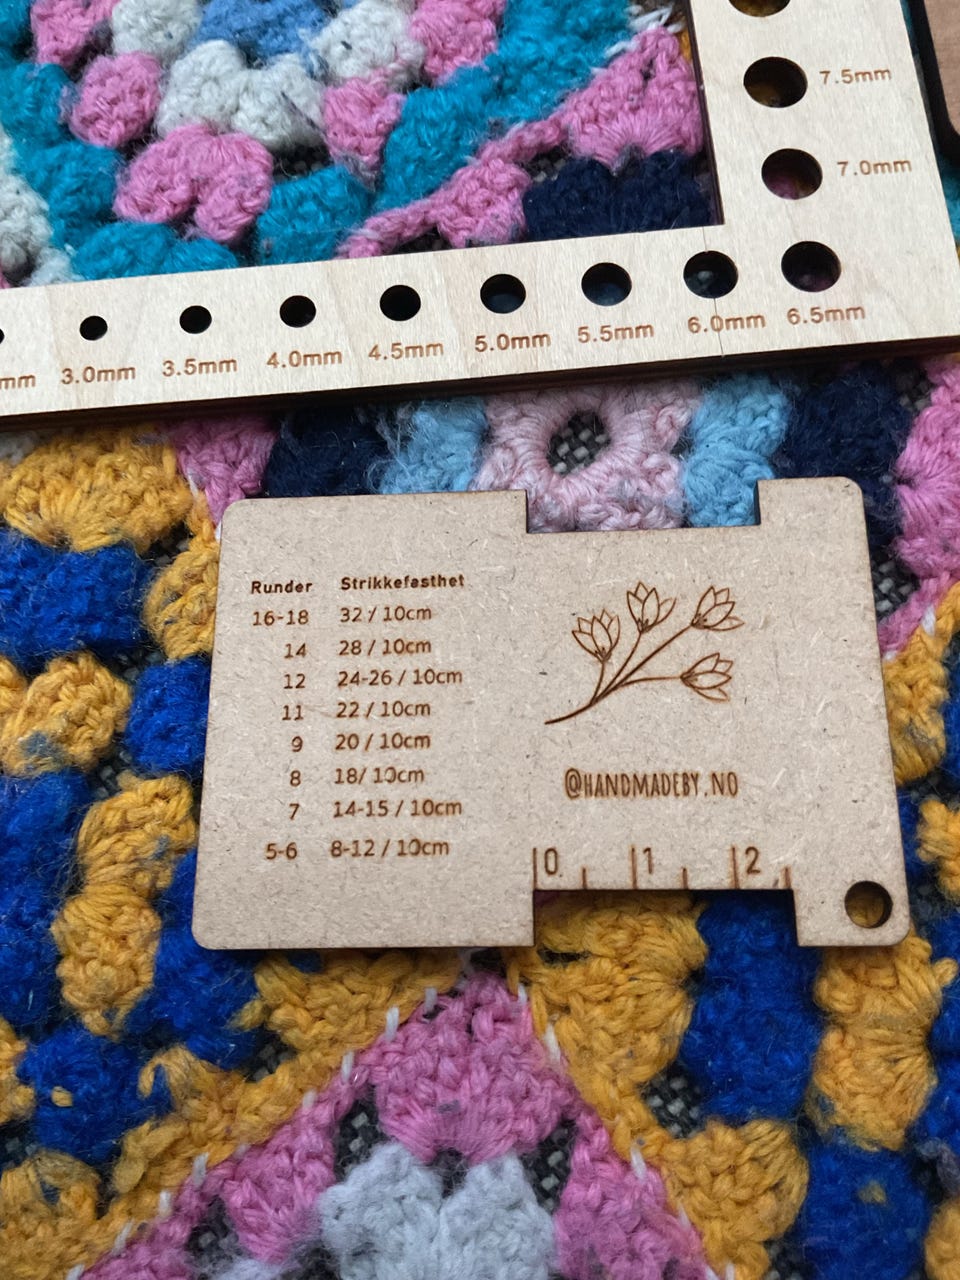 7.5mm
7.0mm
6.5mm
6.0mm
5.5mm
5.0mm
4.5mm
4.0mm
3.5mm
3.0mm
mm
Runder Strikkefasthet
16-18 32 / 10cm
14 28 / 10cm
12 24-26 / 10cm
11 22 / 10cm
9 20 / 10cm
8 18/ 10cm
7 14-15 / 10cm
5-6 8-12 / 10cm
@HANDMADEBY.NO
0 1 2